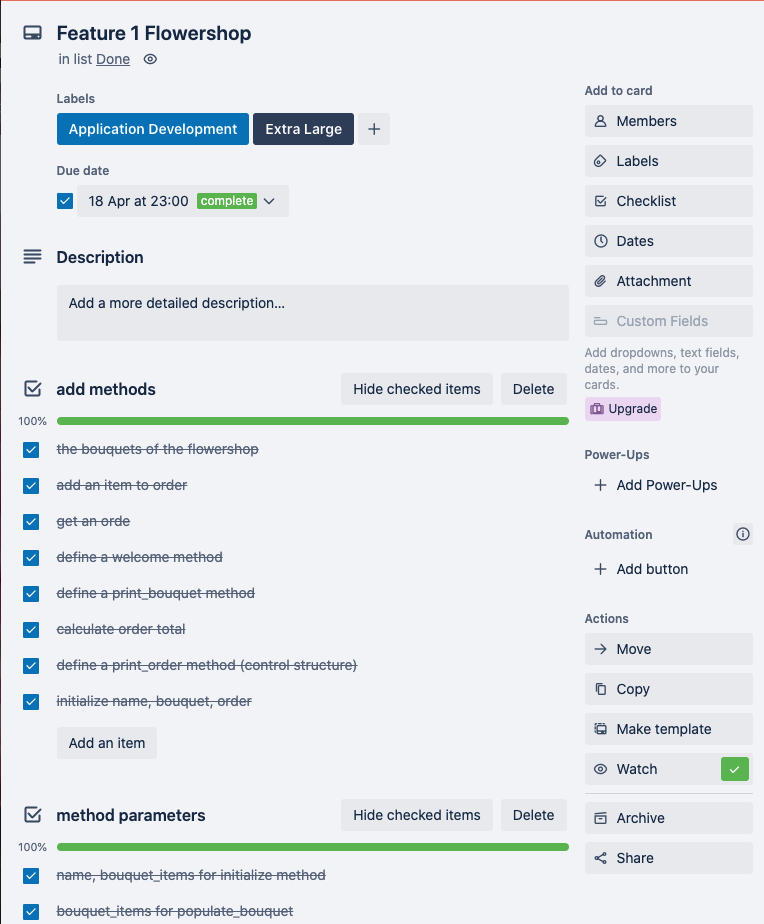 Feature 1 Flowershop
in list Done
Labels
Application Development
Extra Large
Due date
18 Apr at 23:00 complete
Description
Add a more detailed description...
add methods
Hide checked items
Delete
100%
the bouquets of the flowershop
add an item to order
get an orde
define a welcome method
define a print_bouquet method
calculate order total
define a print_order method (control structure)
initialize name, bouquet, order
Add an item
method parameters
Hide checked items
Delete
100%
name, bouquet_items for initialize method
bouquet_items for populate_bouquet
Add to card
Members
Labels
Checklist
Dates
Attachment
Custom Fields
Add dropdowns, text fields,
dates, and more to your
cards.
Upgrade
Power-Ups
Add Power-Ups
Automation
Add button
Actions
Move
Copy
Make template
Watch
Archive
Share